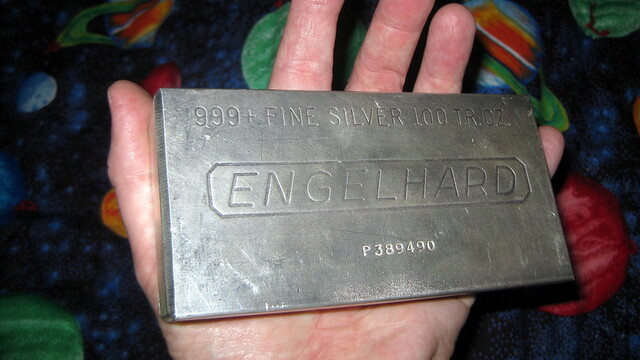 999+ FINE SILVER 100 TR. OZ.
ENGELHARD
P389490